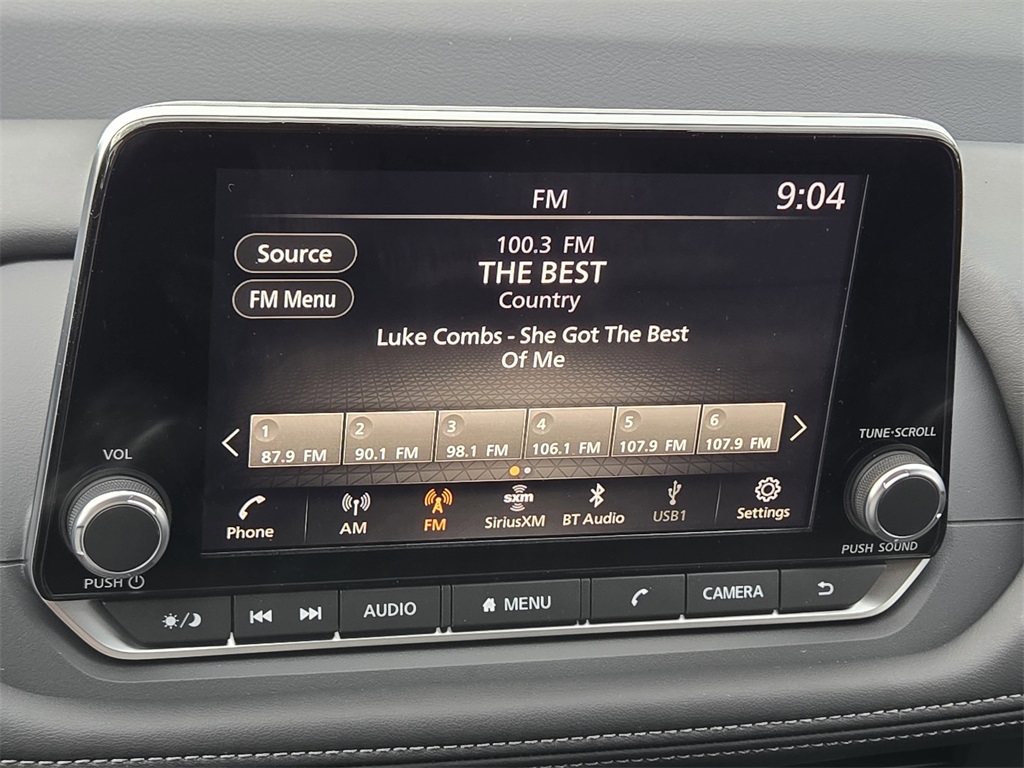 FM
9:04
Source
100.3 FM
THE BEST
FM Menu
Country
Luke Combs - She Got The Best
Of Me
1 2 3 4 5 6
87.9 FM 90.1 FM 98.1 FM 106.1 FM 107.9 FM 107.9 FM
VOL
TUNE·SCROLL
sxm
Phone AM FM SiriusXM BT Audio USB1 Settings
PUSH
PUSH SOUND
AUDIO MENU CAMERA